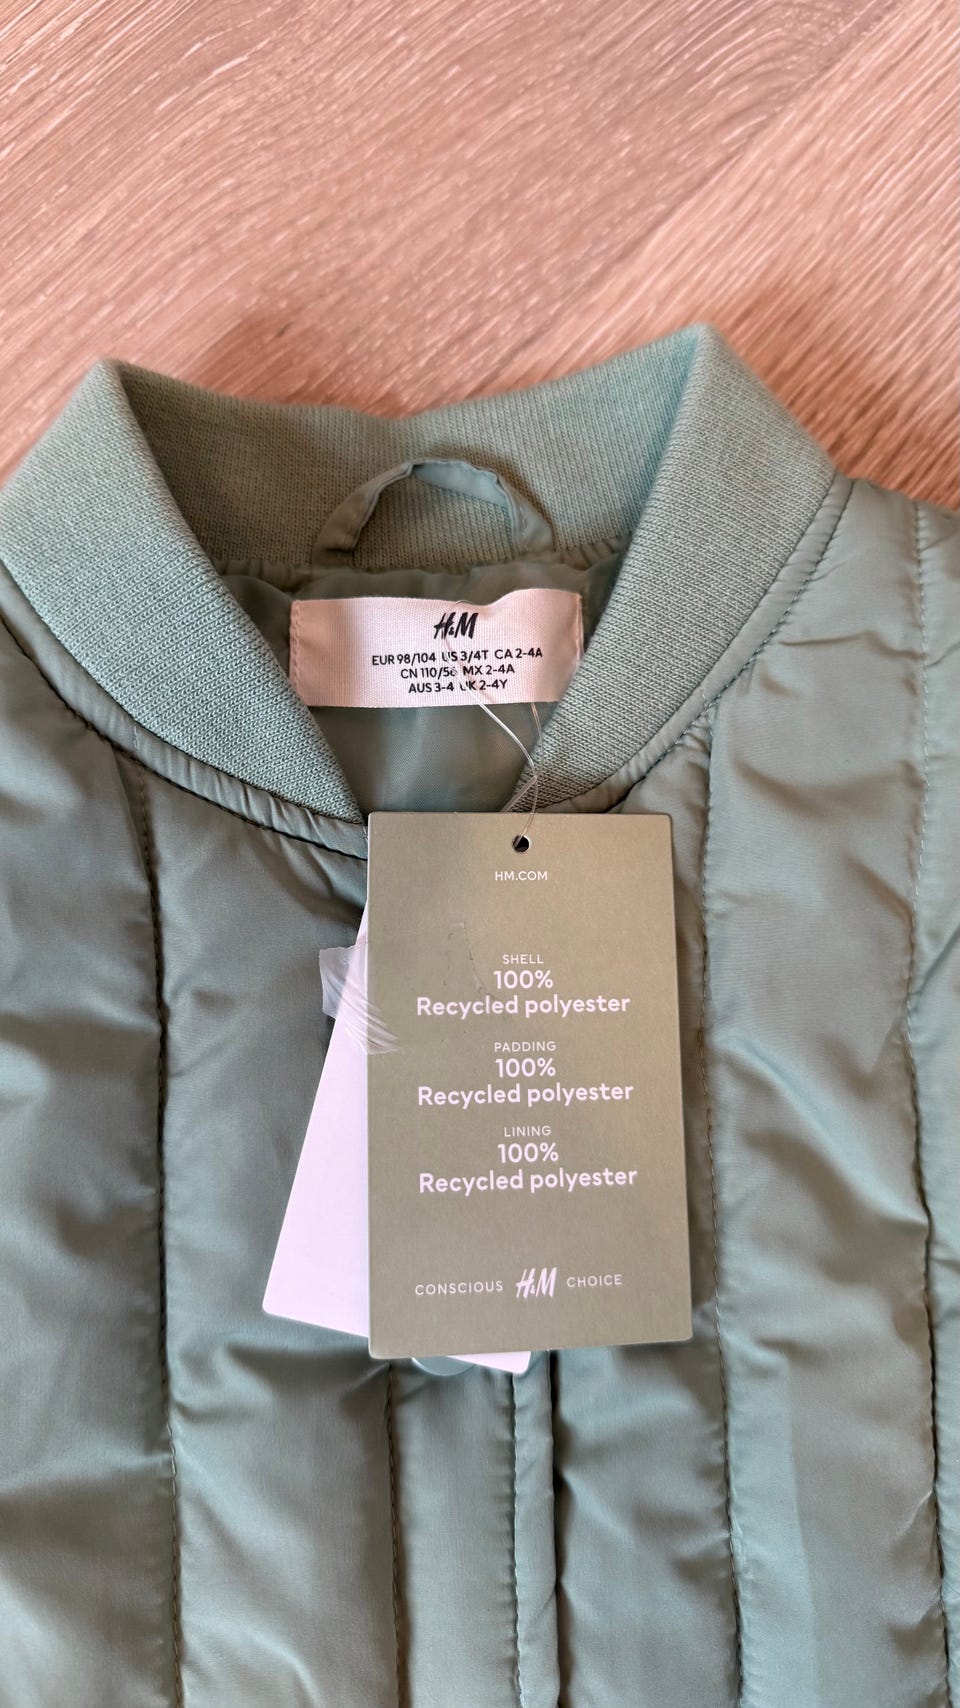 H&M
EUR 98/104 US 3/4T CA 2-4A
CN 110/56 MX 2-4A
AUS 3-4 UK 2-4Y
HM.COM
SHELL
100%
Recycled polyester
PADDING
100%
Recycled polyester
LINING
100%
Recycled polyester
CONSCIOUS H&M CHOICE